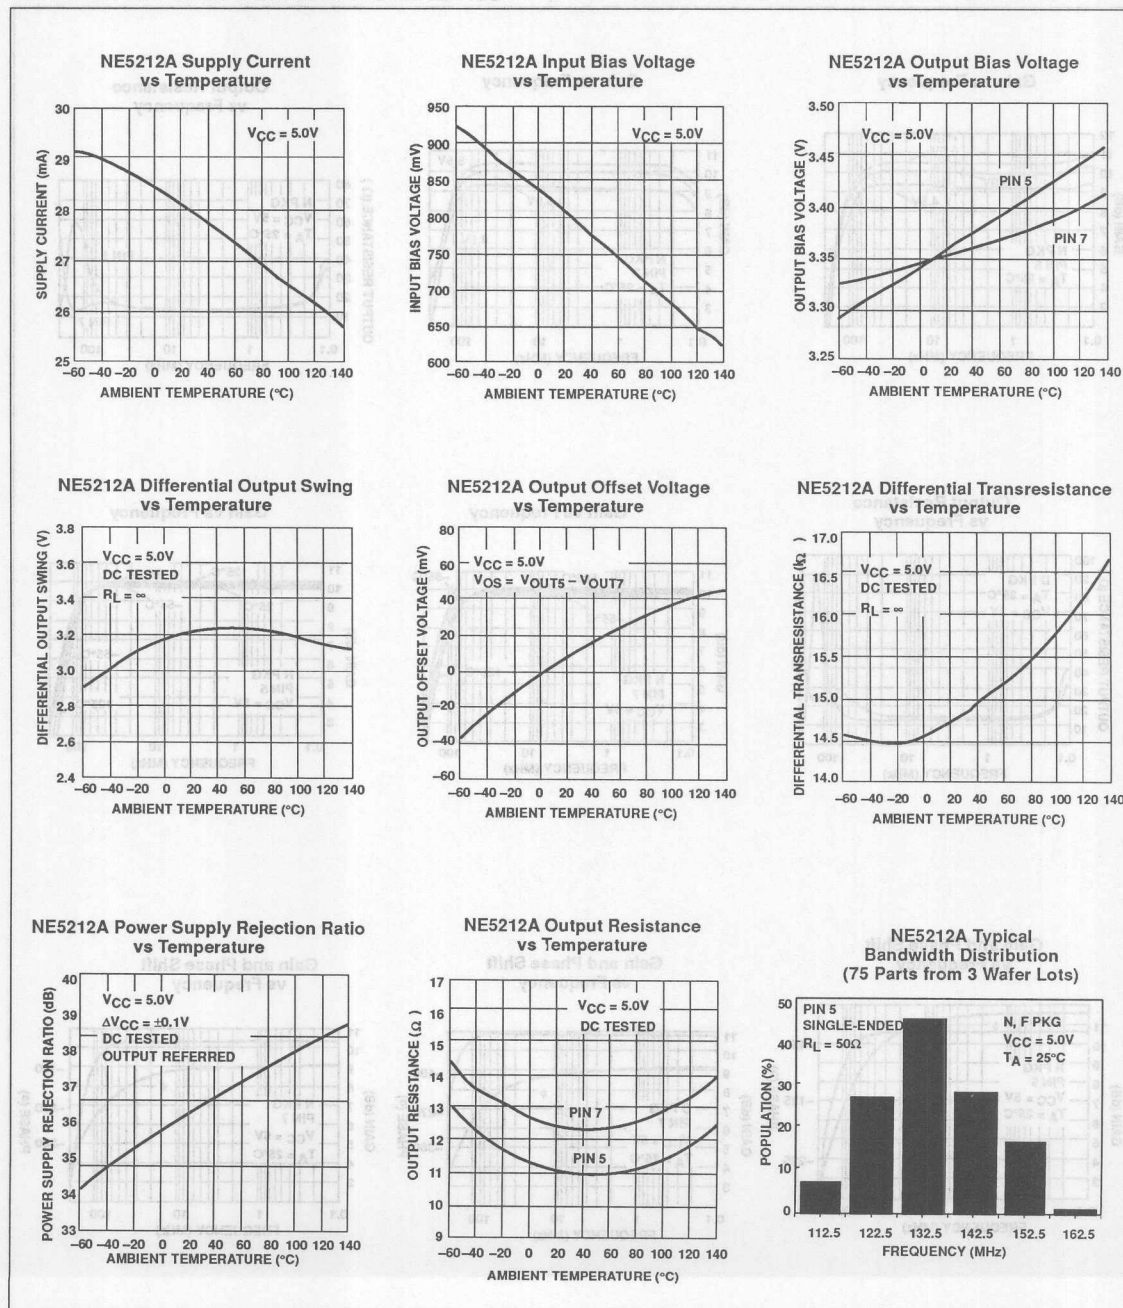 NE5212A Supply Current
vs Temperature
VCC = 5.0V
SUPPLY CURRENT (mA)
30
29
28
27
26
25
–60 –40 –20 0 20 40 60 80 100 120 140
AMBIENT TEMPERATURE (°C)
NE5212A Input Bias Voltage
vs Temperature
VCC = 5.0V
INPUT BIAS VOLTAGE (mV)
950
900
850
800
750
700
650
600
–60 –40 –20 0 20 40 60 80 100 120 140
AMBIENT TEMPERATURE (°C)
NE5212A Output Bias Voltage
vs Temperature
VCC = 5.0V
PIN 5
PIN 7
OUTPUT BIAS VOLTAGE (V)
3.50
3.45
3.40
3.35
3.30
3.25
–60 –40 –20 0 20 40 60 80 100 120 140
AMBIENT TEMPERATURE (°C)
NE5212A Differential Output Swing
vs Temperature
VCC = 5.0V
DC TESTED
RL = ∞
DIFFERENTIAL OUTPUT SWING (V)
3.8
3.6
3.4
3.2
3.0
2.8
2.6
2.4
–60 –40 –20 0 20 40 60 80 100 120 140
AMBIENT TEMPERATURE (°C)
NE5212A Output Offset Voltage
vs Temperature
VCC = 5.0V
VOS = VOUT5 – VOUT7
OUTPUT OFFSET VOLTAGE (mV)
80
60
40
20
0
–20
–40
–60
–60 –40 –20 0 20 40 60 80 100 120 140
AMBIENT TEMPERATURE (°C)
NE5212A Differential Transresistance
vs Temperature
VCC = 5.0V
DC TESTED
RL = ∞
DIFFERENTIAL TRANSRESISTANCE (kΩ)
17.0
16.5
16.0
15.5
15.0
14.5
14.0
–60 –40 –20 0 20 40 60 80 100 120 140
AMBIENT TEMPERATURE (°C)
NE5212A Power Supply Rejection Ratio
vs Temperature
VCC = 5.0V
ΔVCC = ±0.1V
DC TESTED
OUTPUT REFERRED
POWER SUPPLY REJECTION RATIO (dB)
40
39
38
37
36
35
34
33
–60 –40 –20 0 20 40 60 80 100 120 140
AMBIENT TEMPERATURE (°C)
NE5212A Output Resistance
vs Temperature
VCC = 5.0V
DC TESTED
PIN 7
PIN 5
OUTPUT RESISTANCE (Ω)
17
16
15
14
13
12
11
10
9
–60 –40 –20 0 20 40 60 80 100 120 140
AMBIENT TEMPERATURE (°C)
NE5212A Typical
Bandwidth Distribution
(75 Parts from 3 Wafer Lots)
PIN 5
SINGLE-ENDED
RL = 50Ω
N, F PKG
VCC = 5.0V
TA = 25°C
POPULATION (%)
50
40
30
20
10
0
112.5 122.5 132.5 142.5 152.5 162.5
FREQUENCY (MHz)